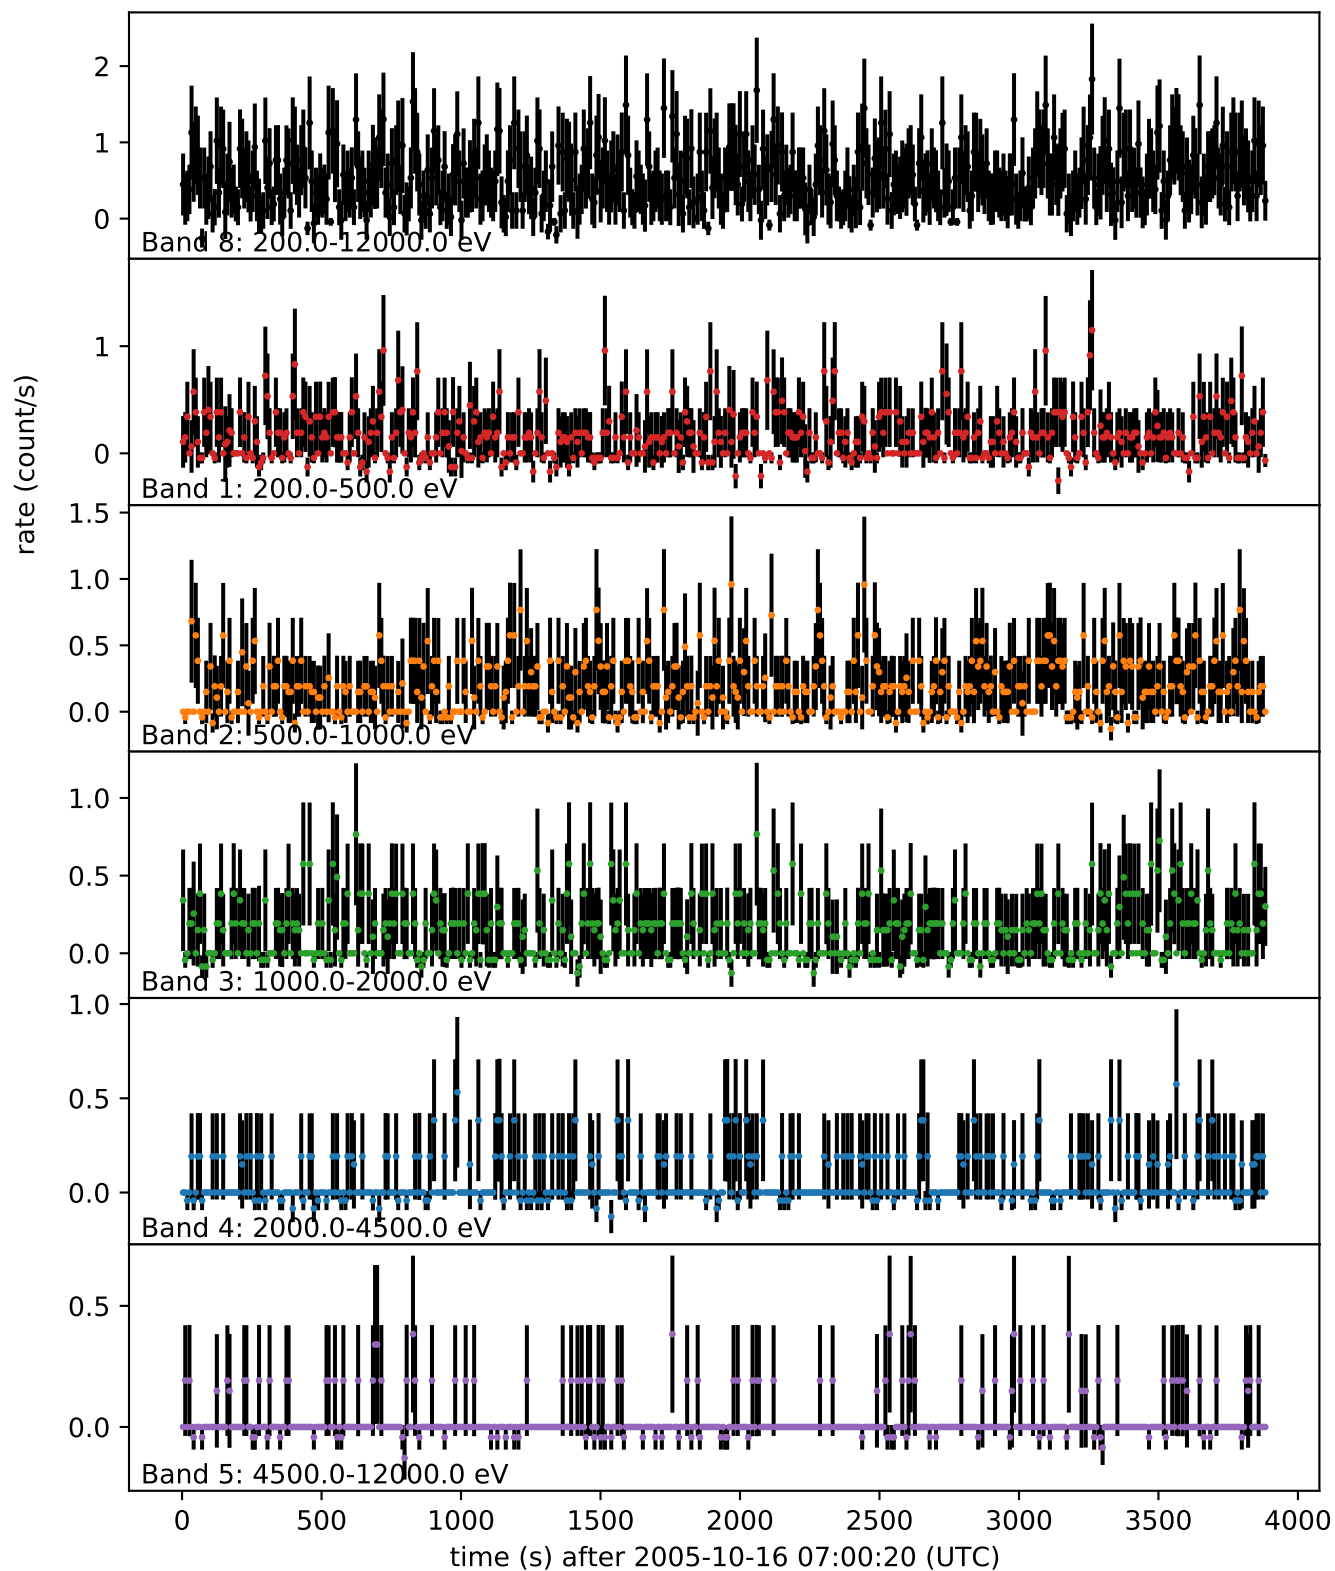 2
1
0
Band 8: 200.0-12000.0 eV
1
0
Band 1: 200.0-500.0 eV
rate (count/s)
1.5
1.0
0.5
0.0
Band 2: 500.0-1000.0 eV
1.0
0.5
0.0
Band 3: 1000.0-2000.0 eV
1.0
0.5
0.0
Band 4: 2000.0-4500.0 eV
0.5
0.0
Band 5: 4500.0-12000.0 eV
0 500 1000 1500 2000 2500 3000 3500 4000
time (s) after 2005-10-16 07:00:20 (UTC)